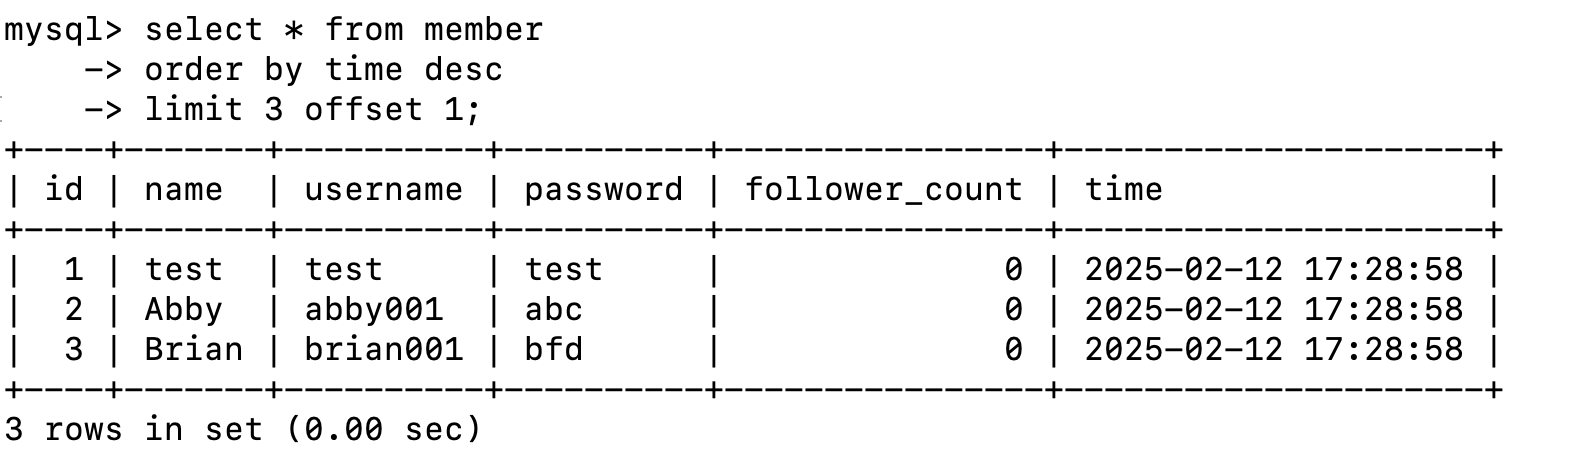 mysql> select * from member
    -> order by time desc
    -> limit 3 offset 1;
+----+-------+----------+----------+----------------+---------------------+
| id | name  | username | password | follower_count | time                |
+----+-------+----------+----------+----------------+---------------------+
|  1 | test  | test     | test     |              0 | 2025-02-12 17:28:58 |
|  2 | Abby  | abby001  | abc      |              0 | 2025-02-12 17:28:58 |
|  3 | Brian | brian001 | bfd      |              0 | 2025-02-12 17:28:58 |
+----+-------+----------+----------+----------------+---------------------+
3 rows in set (0.00 sec)